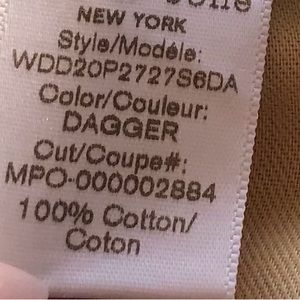 NEW YORK
Style/Modèle:
WDD20P2727S6DA
Color/Couleur:
DAGGER
Cut/Coupe#:
MPO-000002884
100% Cotton/
Coton